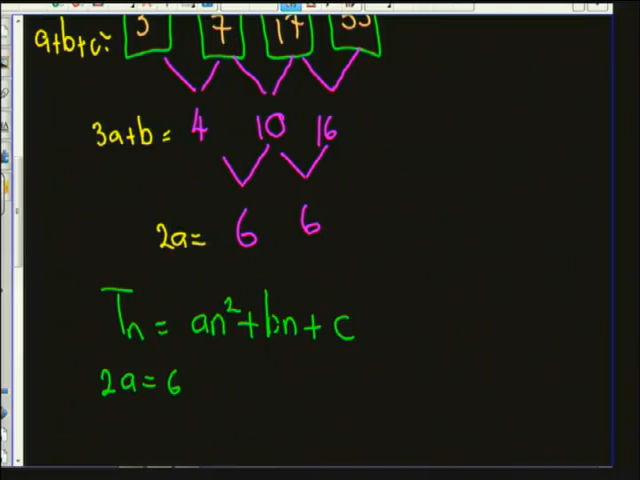 a+b+c: 3 7 17 33
3a+b = 4 10 16
2a= 6 6
Tn = an²+bn+c
2a=6